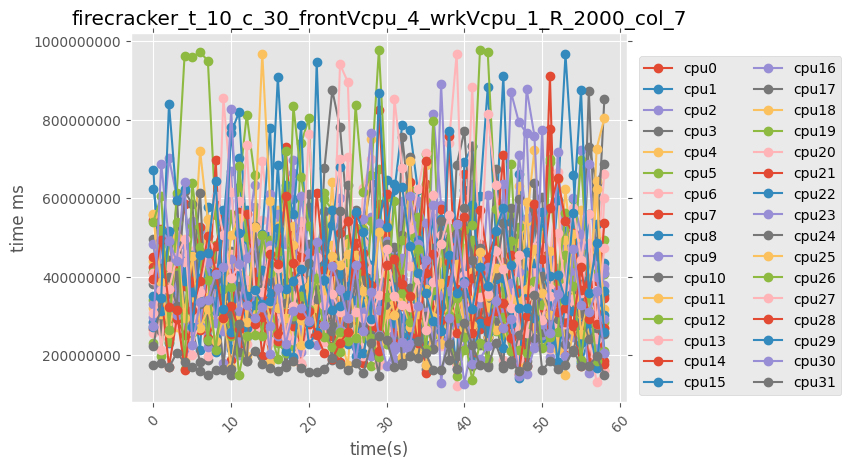 firecracker_t_10_c_30_frontVcpu_4_wrkVcpu_1_R_2000_col_7
time ms
1000000000
800000000
600000000
400000000
200000000
0
10
20
30
40
50
60
time(s)
cpu0
cpu1
cpu2
cpu3
cpu4
cpu5
cpu6
cpu7
cpu8
cpu9
cpu10
cpu11
cpu12
cpu13
cpu14
cpu15
cpu16
cpu17
cpu18
cpu19
cpu20
cpu21
cpu22
cpu23
cpu24
cpu25
cpu26
cpu27
cpu28
cpu29
cpu30
cpu31